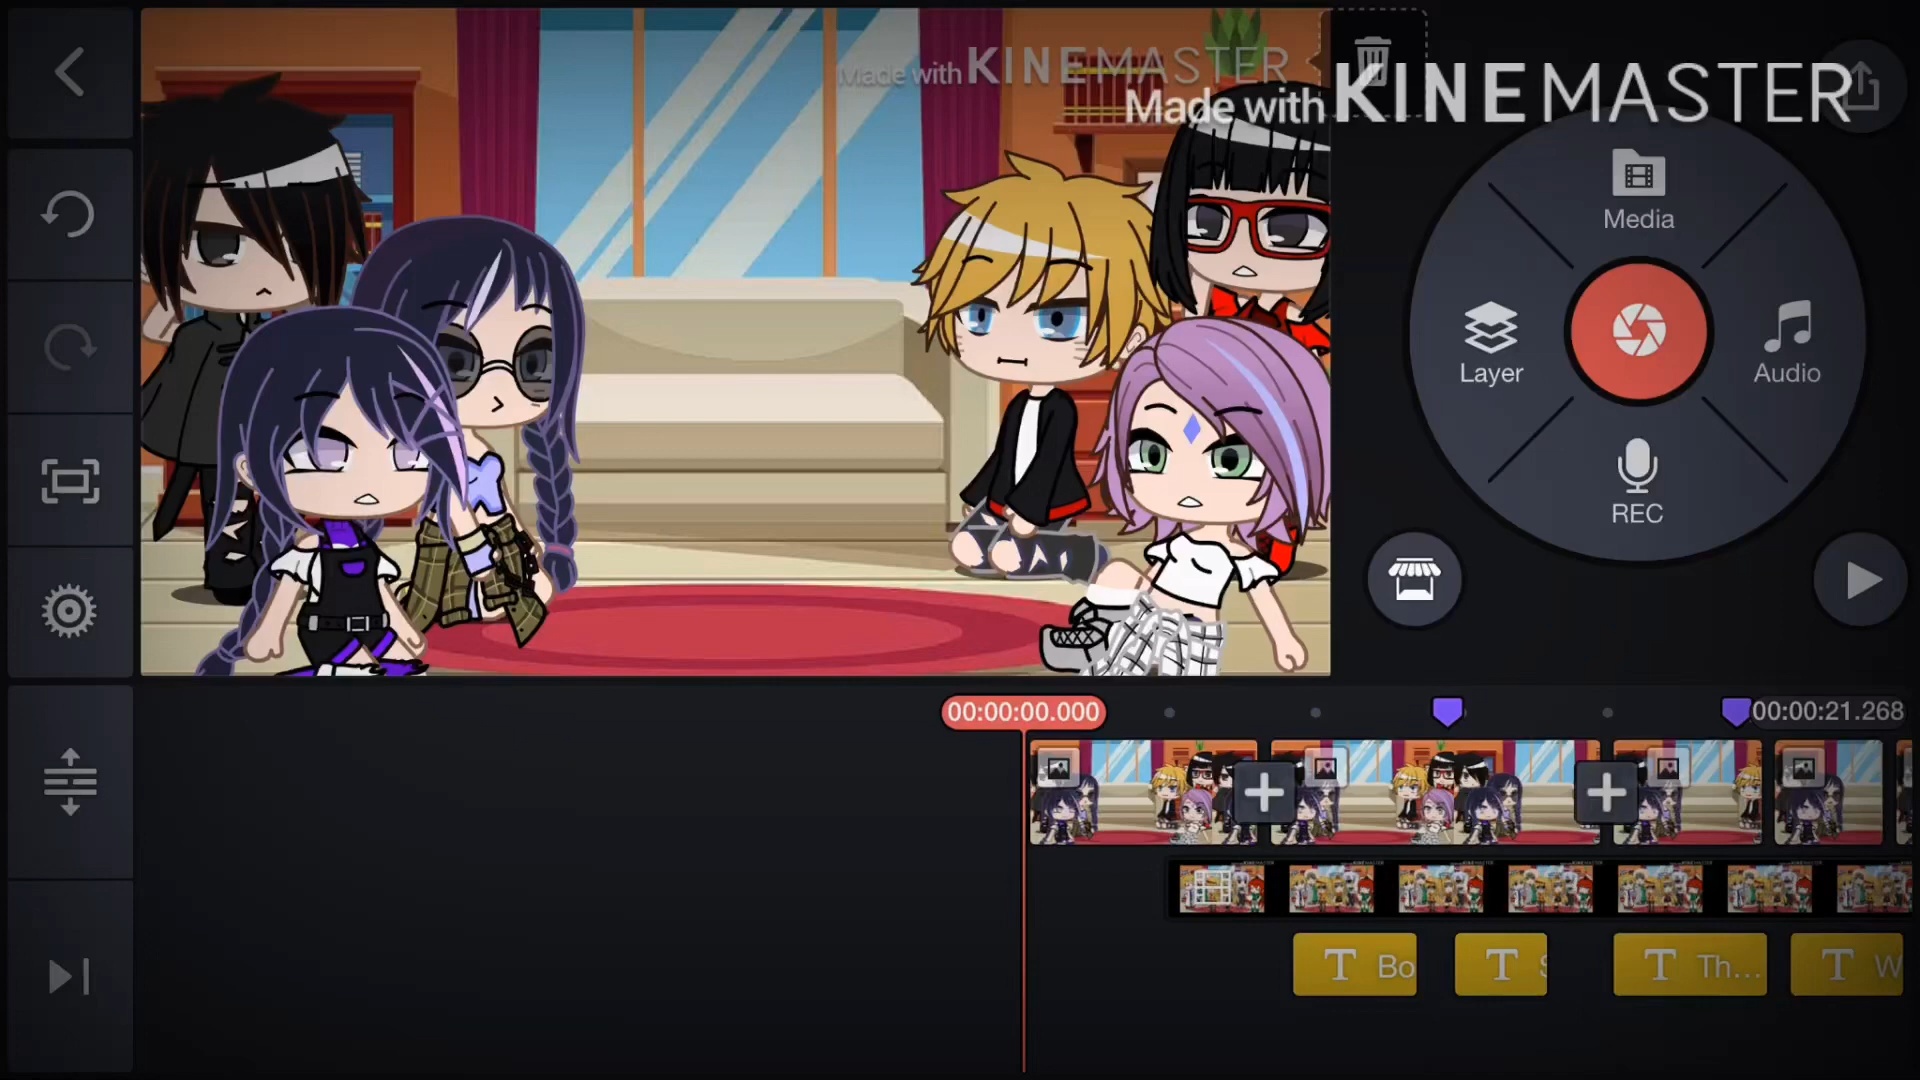 Made with KINEMASTER
Made with KINEMASTER
Media
Layer
Audio
REC
00:00:00.000
00:00:21.268
T Bo
T S
T Th...
T W